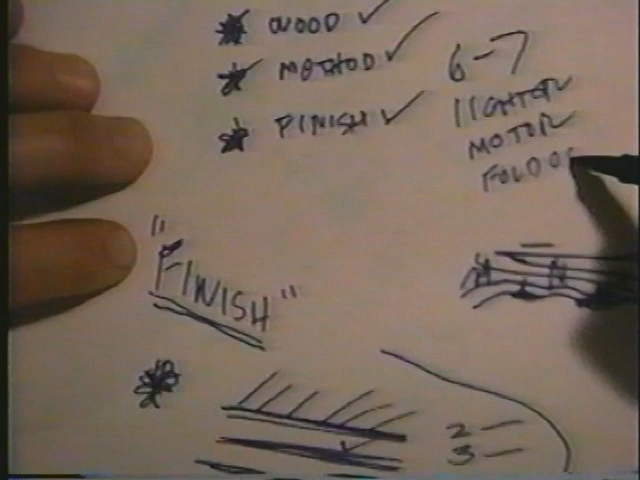 WOOD
METHOD
FINISH
6-7
LIGHTER
MOTOR
"FINISH"
2
3